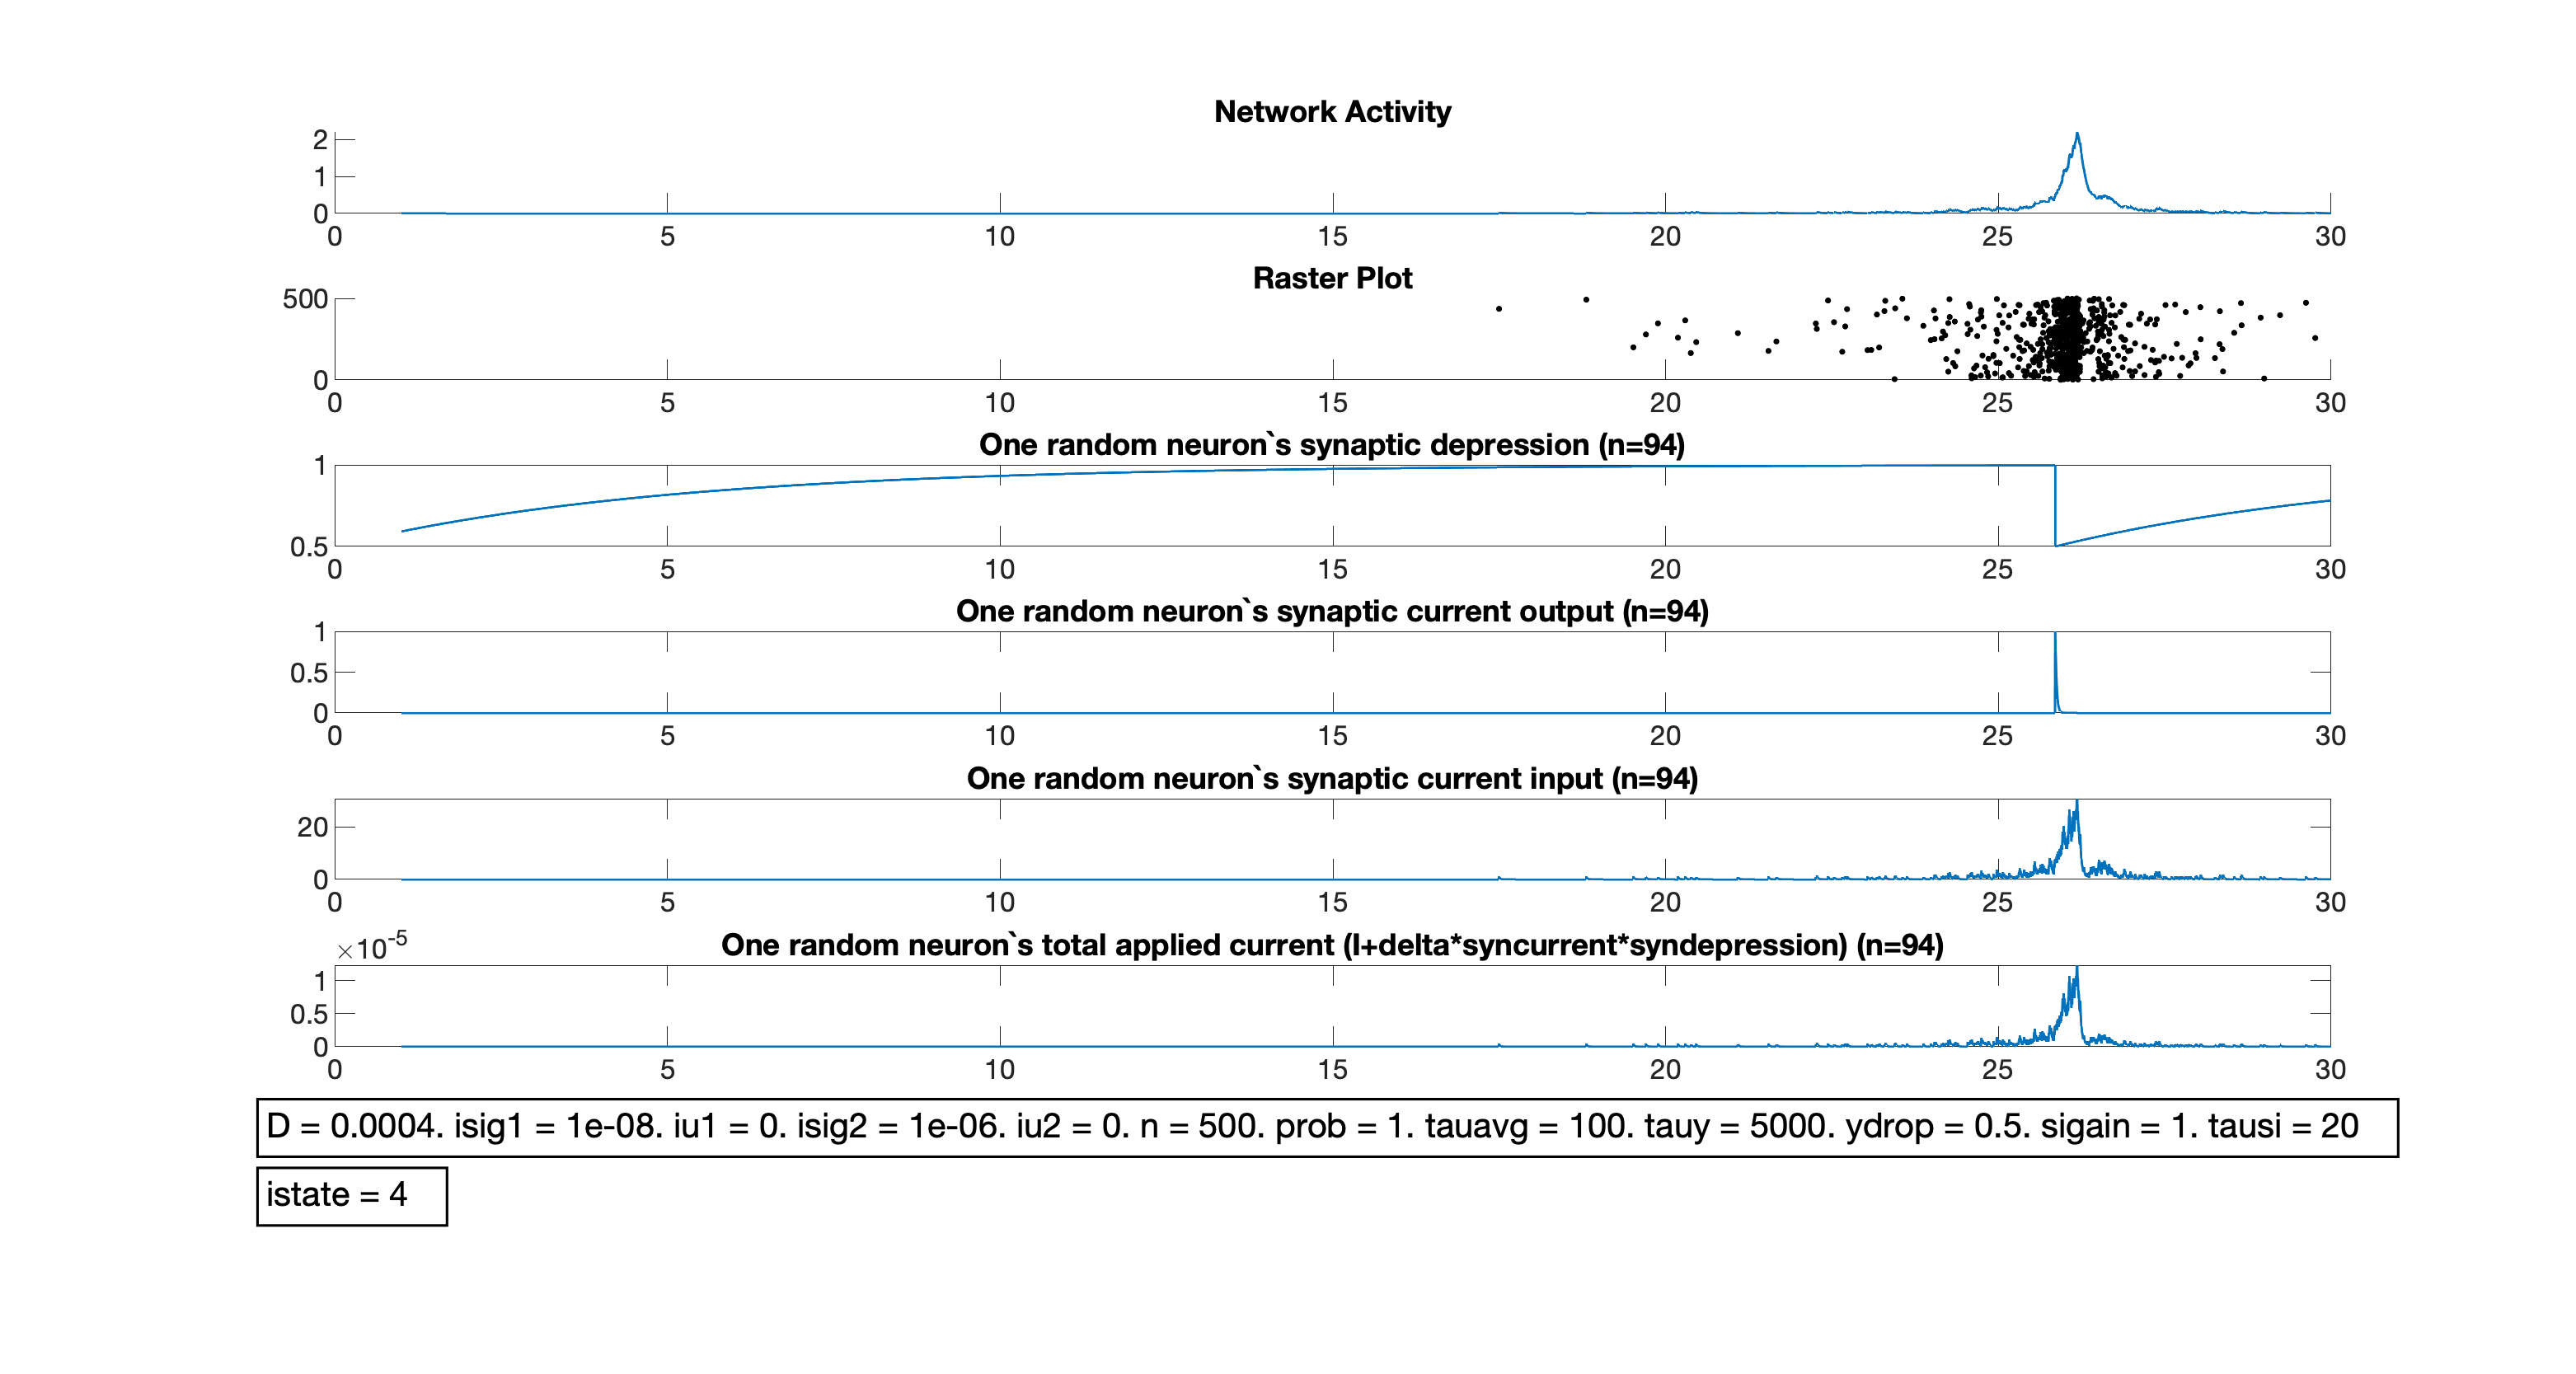 Network Activity
2
1
0
0 5 10 15 20 25 30
Raster Plot
500
0
0 5 10 15 20 25 30
One random neuron`s synaptic depression (n=94)
1
0.5
0 5 10 15 20 25 30
One random neuron`s synaptic current output (n=94)
1
0.5
0
0 5 10 15 20 25 30
One random neuron`s synaptic current input (n=94)
20
0
0 5 10 15 20 25 30
×10-5
One random neuron`s total applied current (I+delta*syncurrent*syndepression) (n=94)
1
0.5
0
0 5 10 15 20 25 30
D = 0.0004. isig1 = 1e-08. iu1 = 0. isig2 = 1e-06. iu2 = 0. n = 500. prob = 1. tauavg = 100. tauy = 5000. ydrop = 0.5. sigain = 1. tausi = 20
istate = 4